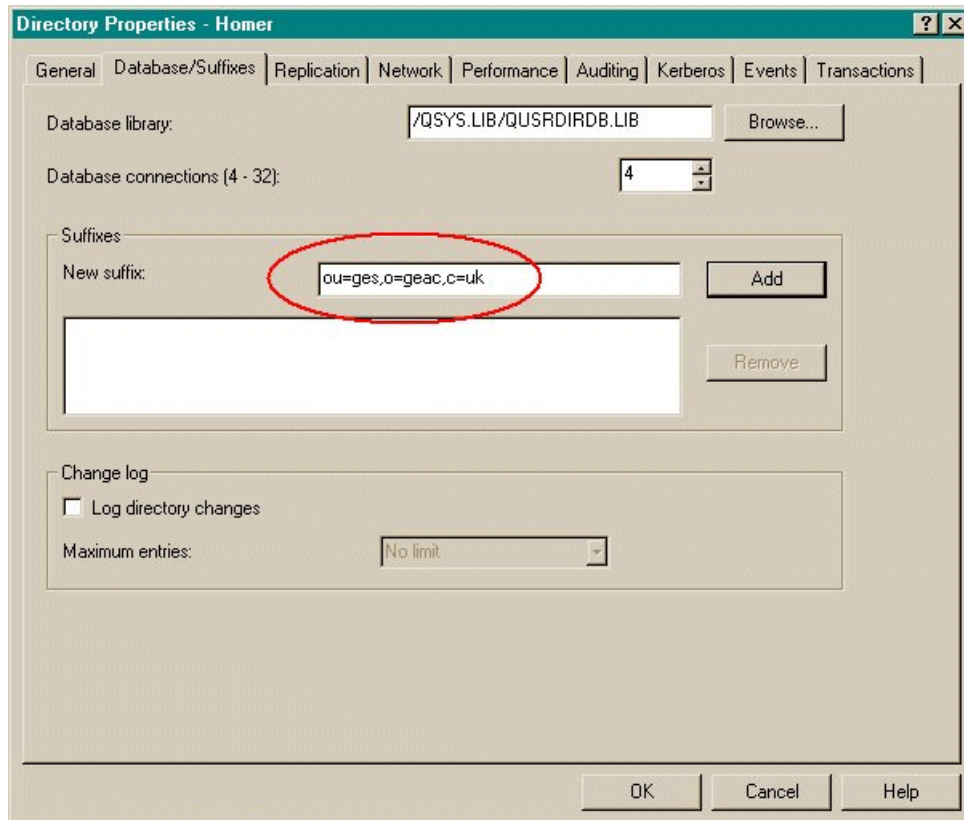 Directory Properties - Homer
General Database/Suffixes Replication Network Performance Auditing Kerberos Events Transactions
Database library: /QSYS.LIB/QUSRDIRDB.LIB Browse...
Database connections (4 - 32): 4
Suffixes
New suffix: ou=ges,o=geac,c=uk Add
Remove
Change log
Log directory changes
Maximum entries: No limit
OK Cancel Help